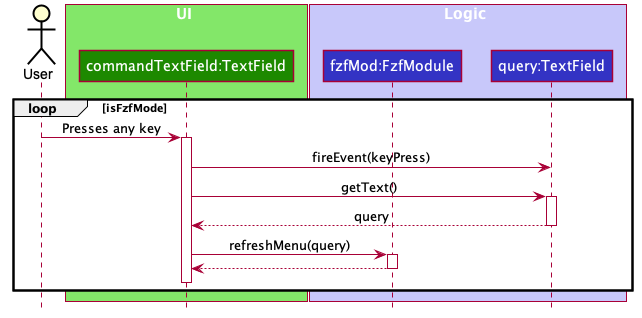 UI
Logic
User
commandTextField:TextField
fzfMod:FzfModule
query:TextField
loop
[isFzfMode]
Presses any key
fireEvent(keyPress)
getText()
query
refreshMenu(query)